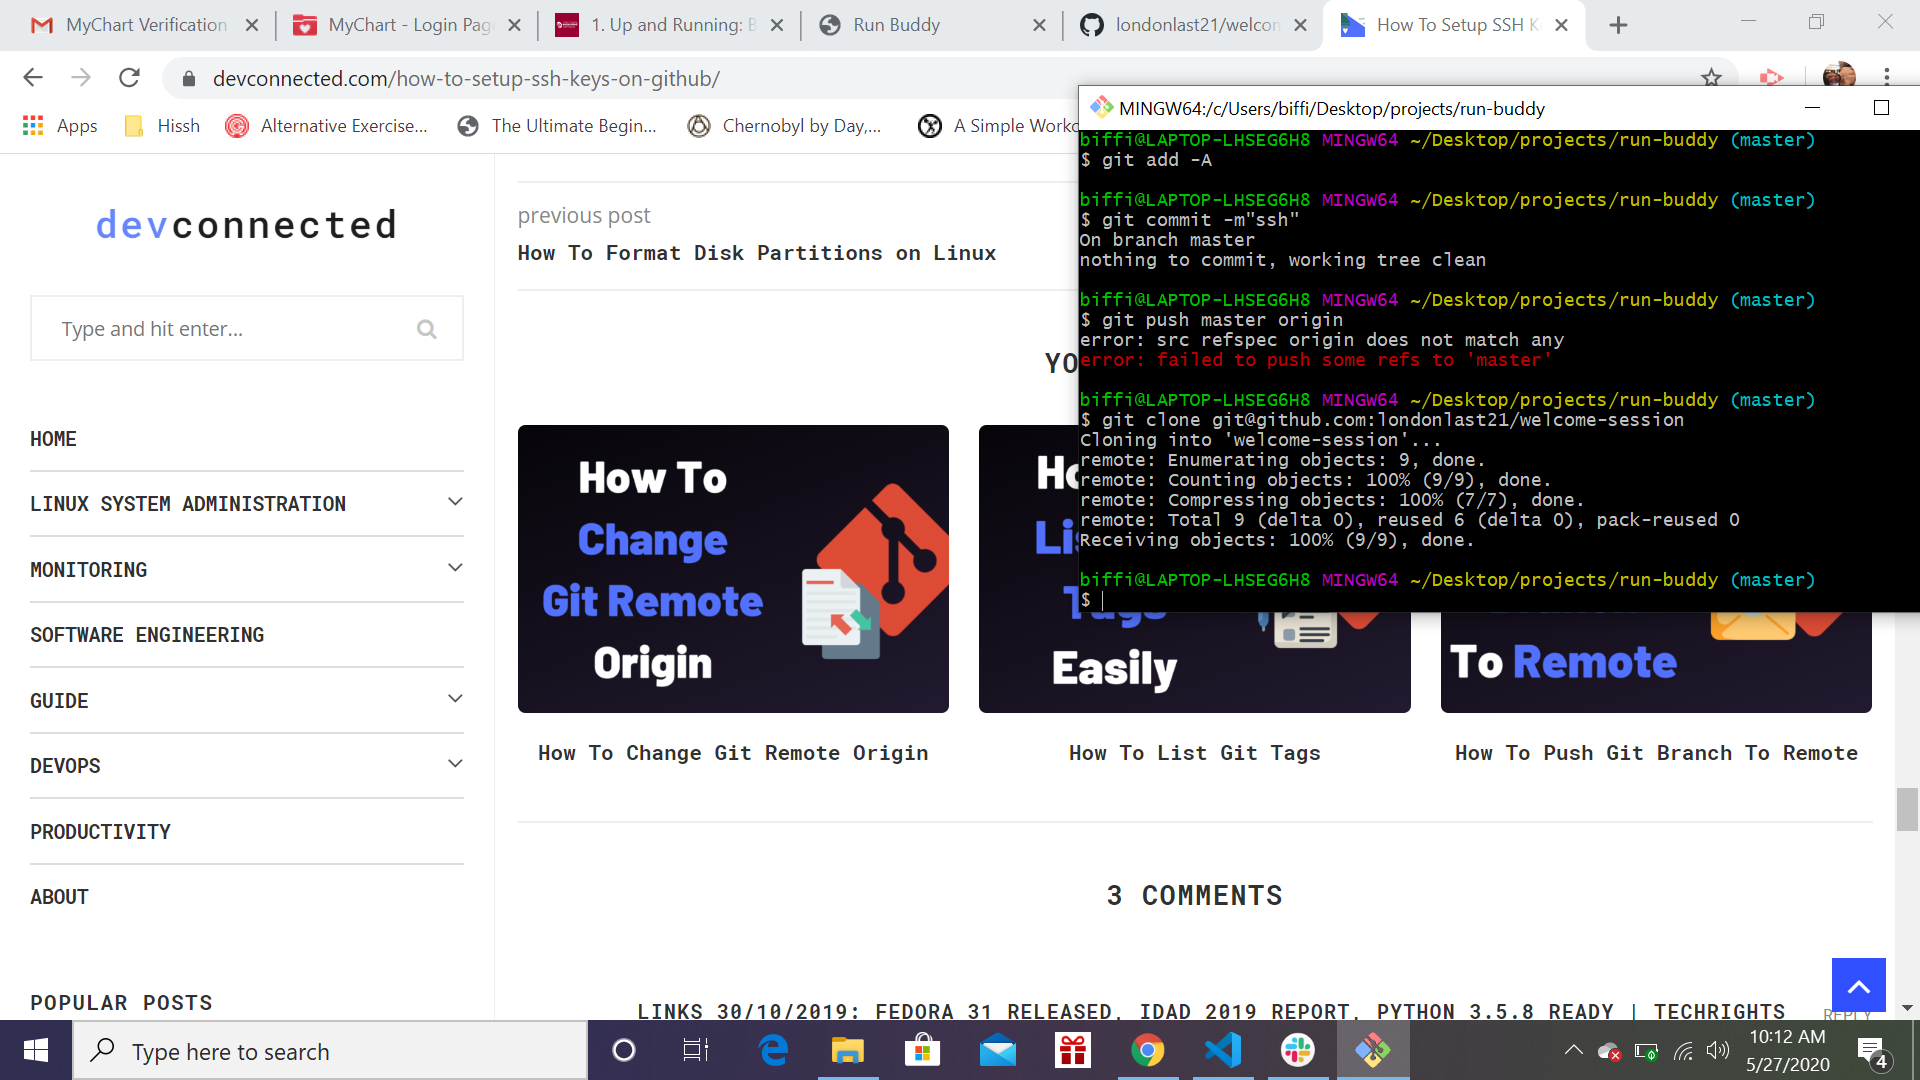 MyChart Verification
MyChart - Login Pag
1. Up and Running: B
Run Buddy
londonlast21/welcon
How To Setup SSH K
devconnected.com/how-to-setup-ssh-keys-on-github/
Apps
Hissh
Alternative Exercise...
The Ultimate Begin...
Chernobyl by Day,...
A Simple Worko
devconnected
Type and hit enter...
HOME
LINUX SYSTEM ADMINISTRATION
MONITORING
SOFTWARE ENGINEERING
GUIDE
DEVOPS
PRODUCTIVITY
ABOUT
POPULAR POSTS
previous post
How To Format Disk Partitions on Linux
YO
How To
Change
Git Remote
Origin
Ho
Lis
Tags
Easily
To Remote
How To Change Git Remote Origin
How To List Git Tags
How To Push Git Branch To Remote
3 COMMENTS
LINKS 30/10/2019: FEDORA 31 RELEASED, IDAD 2019 REPORT, PYTHON 3.5.8 READY | TECHRIGHTS
REPLY
MINGW64:/c/Users/biffi/Desktop/projects/run-buddy
biffi@LAPTOP-LHSEG6H8 MINGW64 ~/Desktop/projects/run-buddy (master)
$ git add -A
biffi@LAPTOP-LHSEG6H8 MINGW64 ~/Desktop/projects/run-buddy (master)
$ git commit -m"ssh"
On branch master
nothing to commit, working tree clean
biffi@LAPTOP-LHSEG6H8 MINGW64 ~/Desktop/projects/run-buddy (master)
$ git push master origin
error: src refspec origin does not match any
error: failed to push some refs to 'master'
biffi@LAPTOP-LHSEG6H8 MINGW64 ~/Desktop/projects/run-buddy (master)
$ git clone git@github.com:londonlast21/welcome-session
Cloning into 'welcome-session'...
remote: Enumerating objects: 9, done.
remote: Counting objects: 100% (9/9), done.
remote: Compressing objects: 100% (7/7), done.
remote: Total 9 (delta 0), reused 6 (delta 0), pack-reused 0
Receiving objects: 100% (9/9), done.
biffi@LAPTOP-LHSEG6H8 MINGW64 ~/Desktop/projects/run-buddy (master)
$
Type here to search
10:12 AM
5/27/2020
4